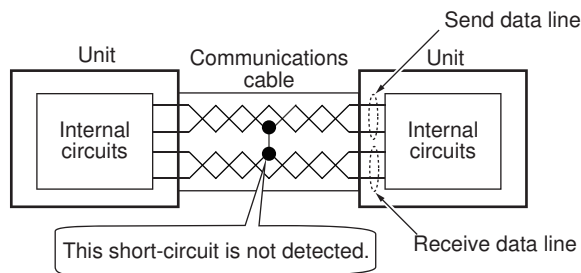 Send data line
Unit
Communications
cable
Unit
Internal
circuits
Internal
circuits
This short-circuit is not detected.
Receive data line